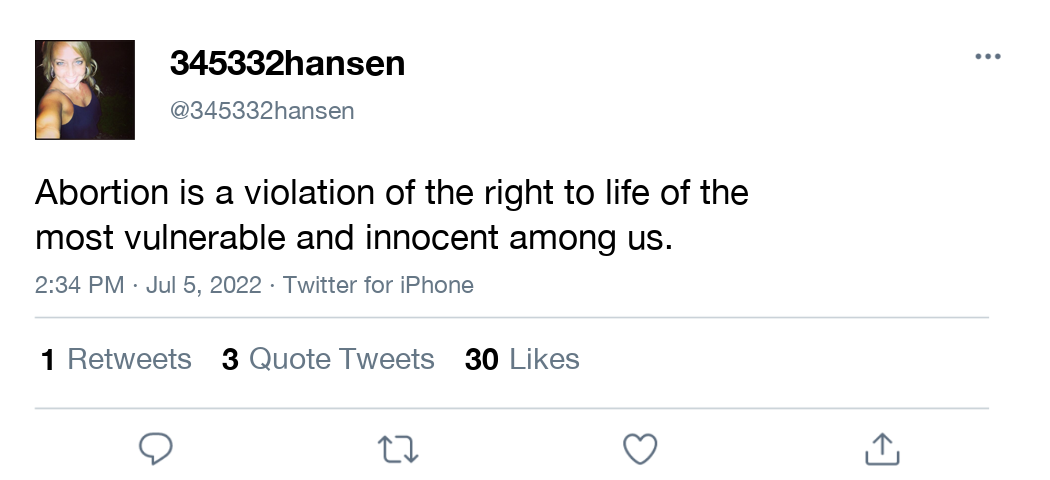 345332hansen
@345332hansen
Abortion is a violation of the right to life of the
most vulnerable and innocent among us.
2:34 PM · Jul 5, 2022 · Twitter for iPhone
1 Retweets 3 Quote Tweets 30 Likes